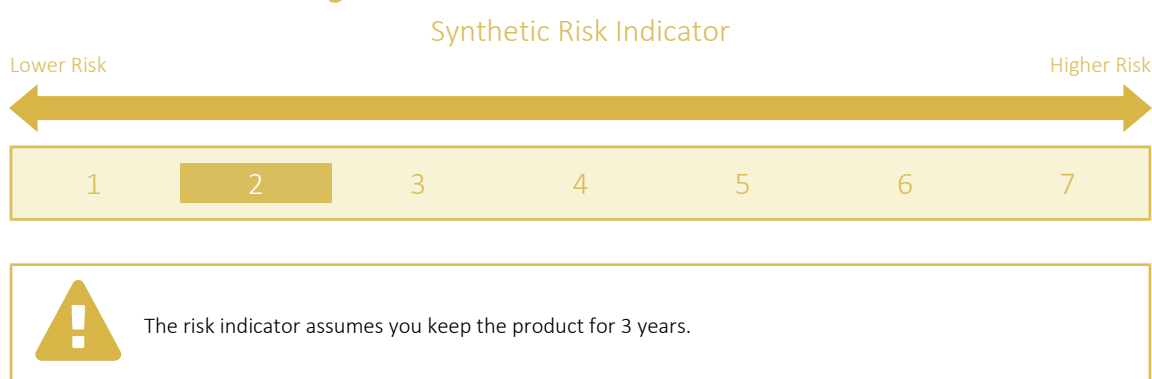 Synthetic Risk Indicator
Lower Risk Higher Risk
1 2 3 4 5 6 7
The risk indicator assumes you keep the product for 3 years.